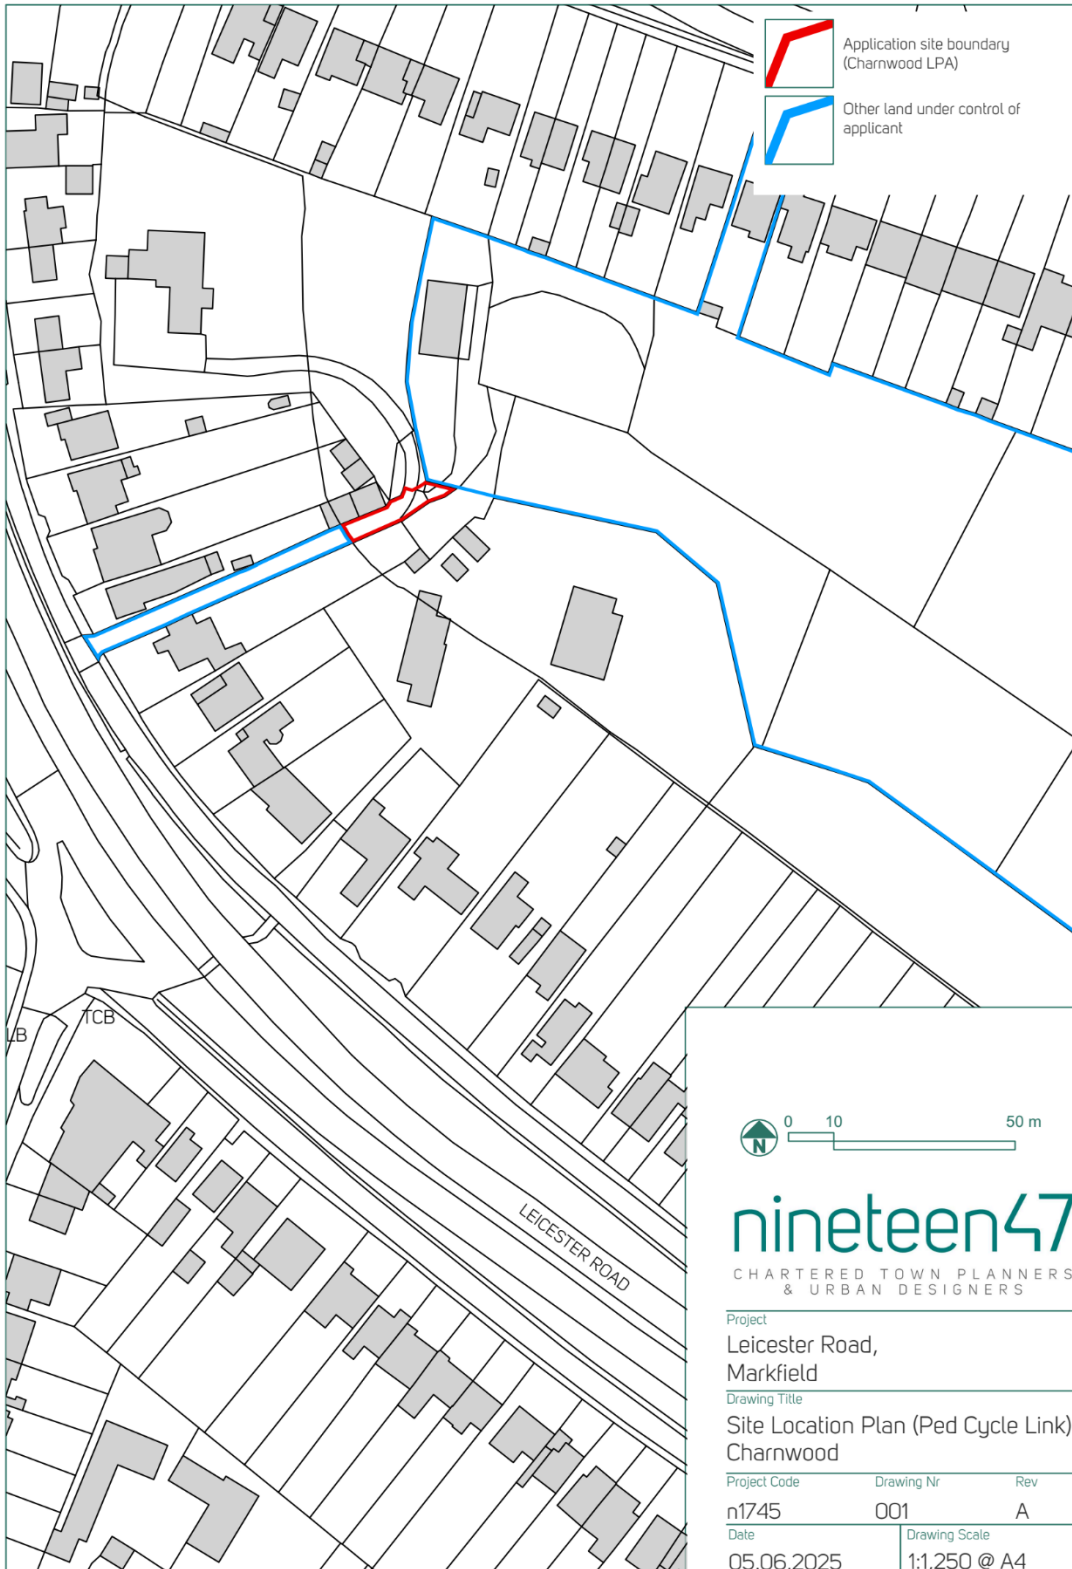 Application site boundary
(Charnwood LPA)
Other land under control of
applicant
LB
TCB
LEICESTER ROAD
N
0 10 50 m
nineteen47
CHARTERED TOWN PLANNERS
& URBAN DESIGNERS
Project
Leicester Road,
Markfield
Drawing Title
Site Location Plan (Ped Cycle Link)
Charnwood
Project Code Drawing Nr Rev
n1745 001 A
Date Drawing Scale
05.06.2025 1:1,250 @ A4